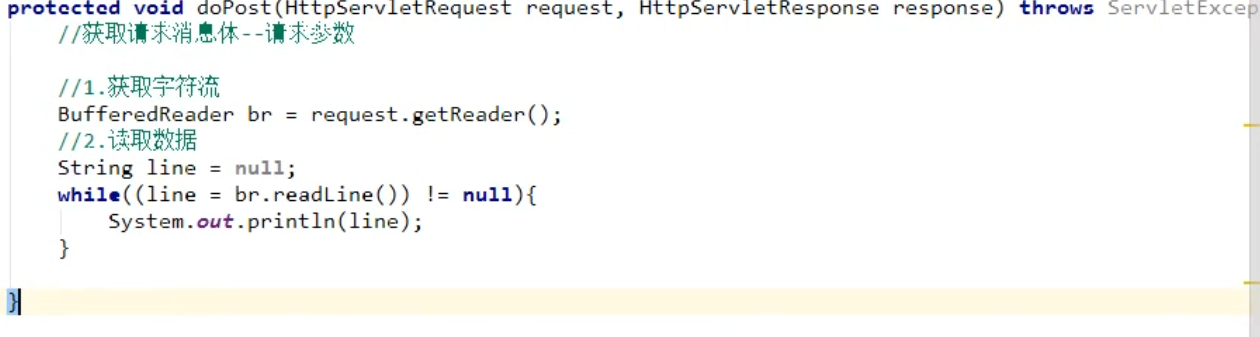 protected void doPost(HttpServletRequest request, HttpServletResponse response) throws ServletExcep
//获取请求消息体--请求参数
//1.获取字符流
BufferedReader br = request.getReader();
//2.读取数据
String line = null;
while((line = br.readLine()) != null){
System.out.println(line);
}
}